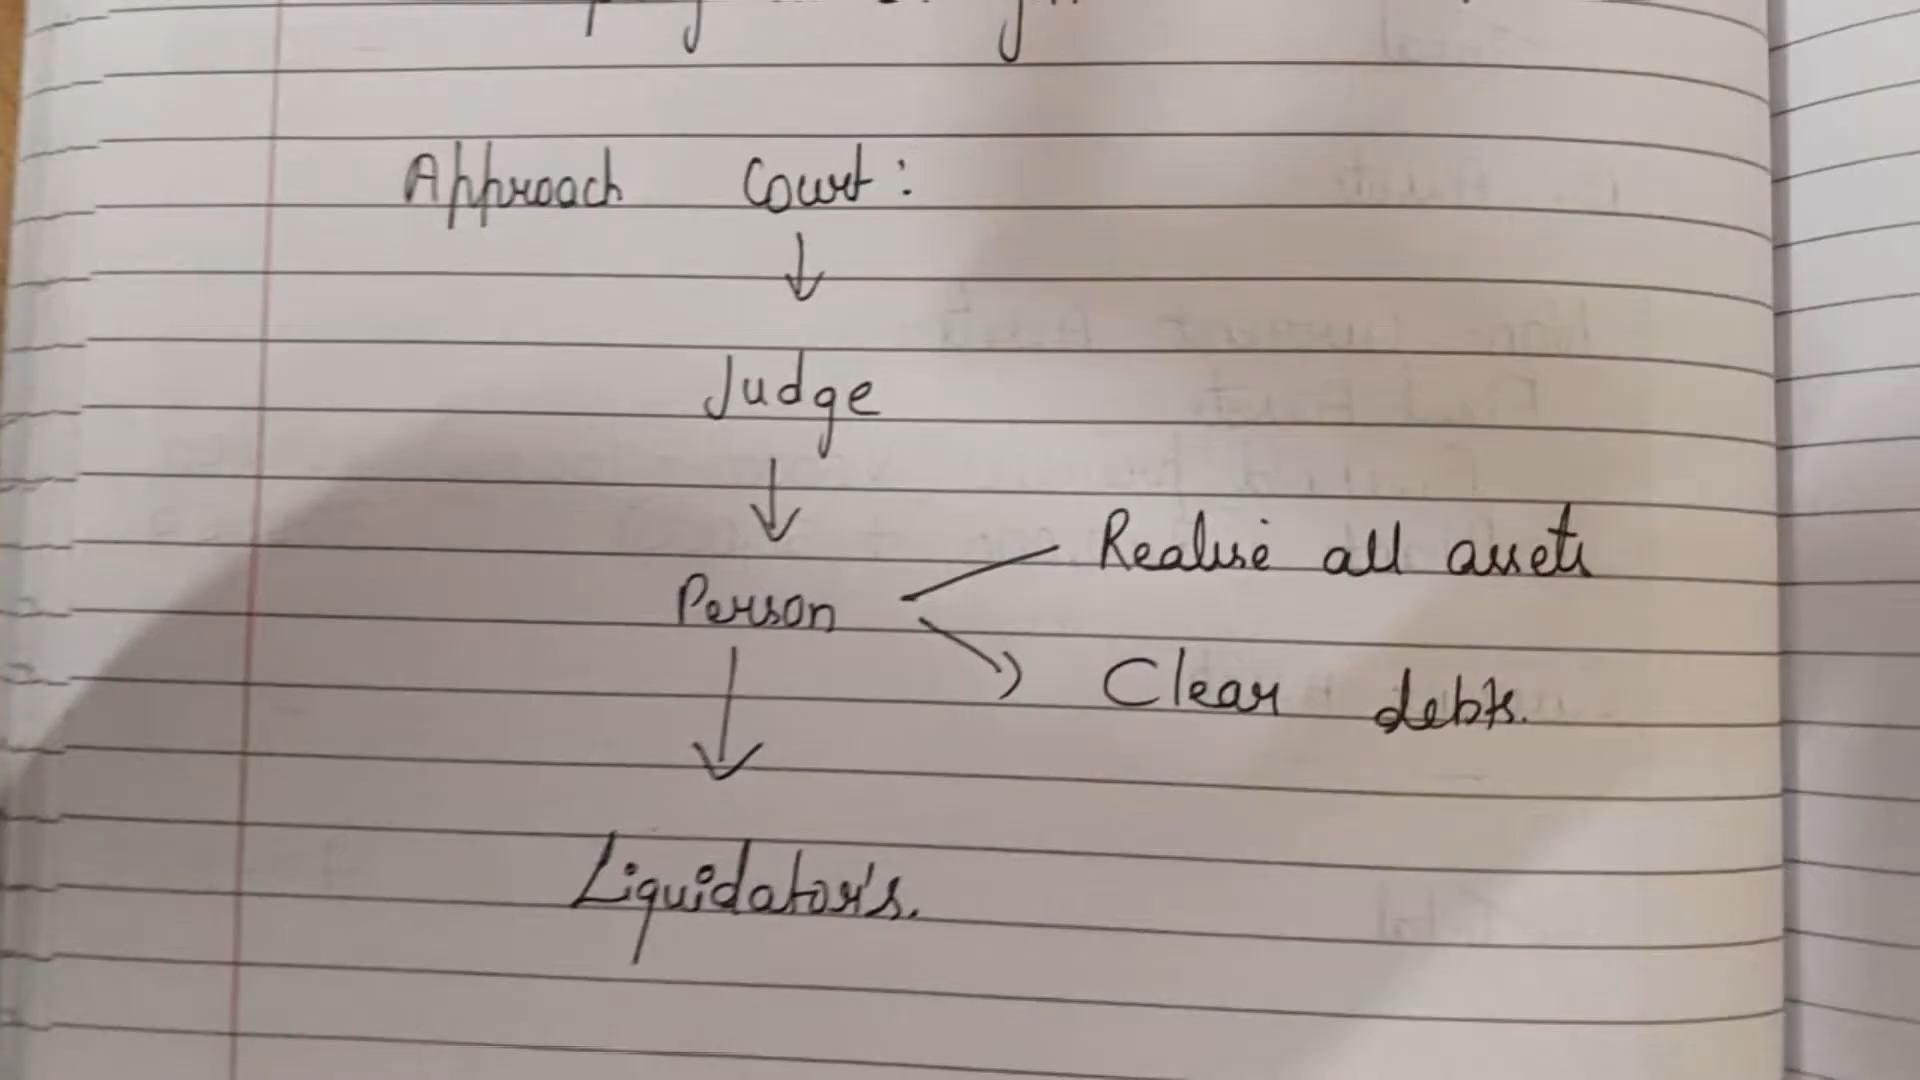 Approach Court :
↓
Judge
↓
Person
Realise all assets
Clear debts.
↓
Liquidator's.